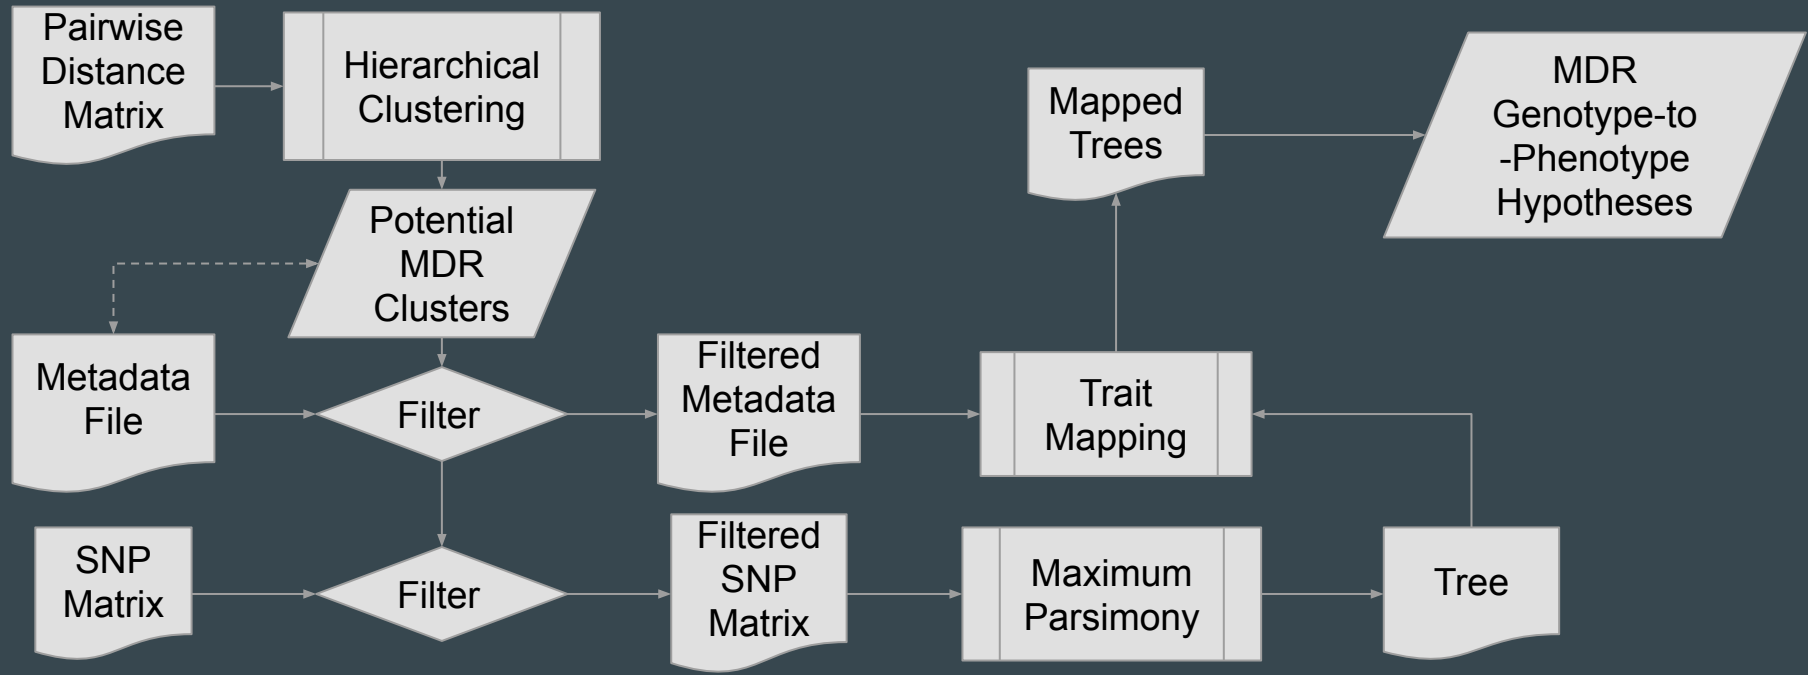 Pairwise
Distance
Matrix
Hierarchical
Clustering
Mapped
Trees
MDR
Genotype-to
-Phenotype
Hypotheses
Potential
MDR
Clusters
Metadata
File
Filter
Filtered
Metadata
File
Trait
Mapping
SNP
Matrix
Filter
Filtered
SNP
Matrix
Maximum
Parsimony
Tree